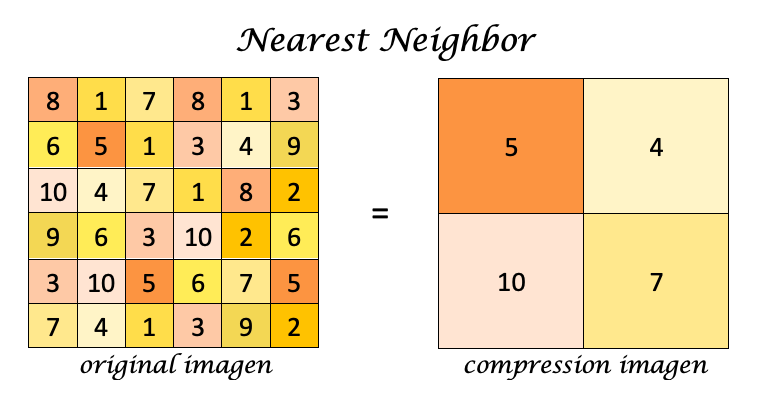 Nearest Neighbor
8 1 7 8 1 3
6 5 1 3 4 9
10 4 7 1 8 2
9 6 3 10 2 6
3 10 5 6 7 5
7 4 1 3 9 2
original imagen
=
5 4
10 7
compression imagen